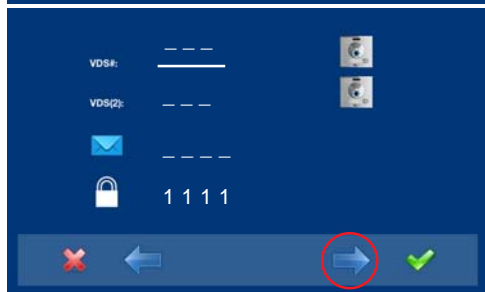 VDS#: _ _ _
VDS(2): _ _ _
_ _ _ _
1 1 1 1